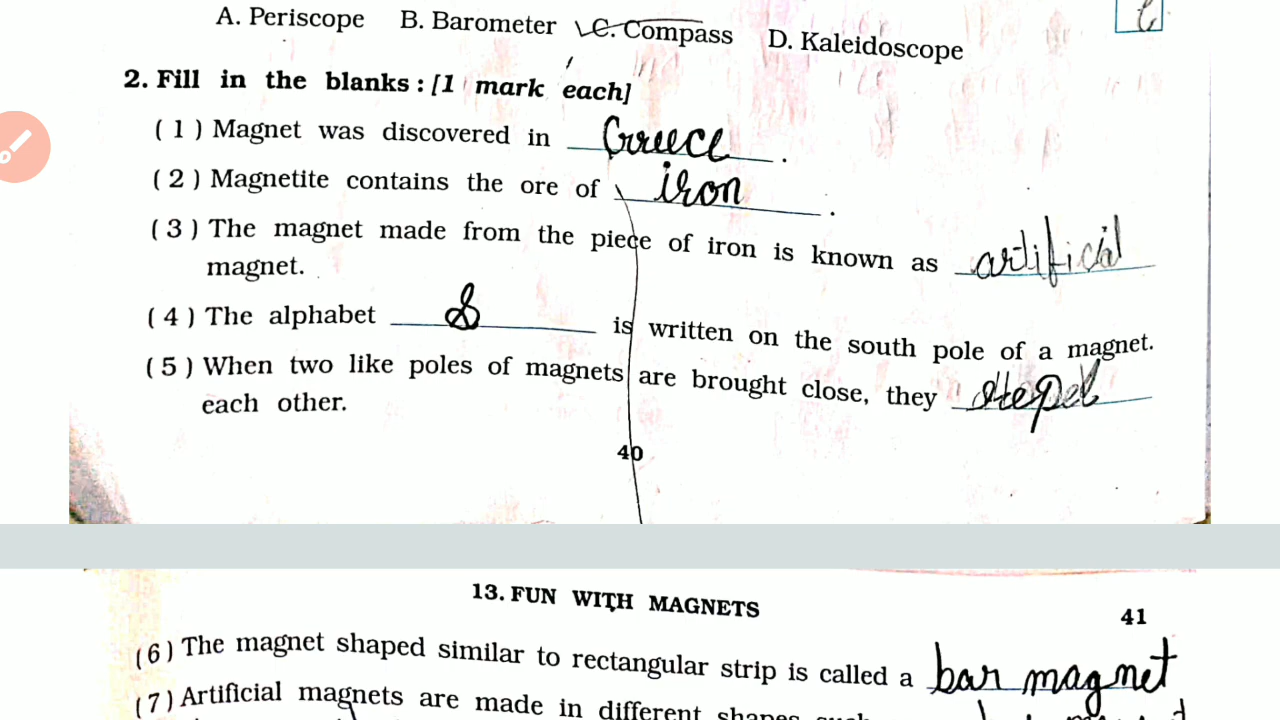 A. Periscope B. Barometer C. Compass D. Kaleidoscope
2. Fill in the blanks : [1 mark each]
( 1 ) Magnet was discovered in Greece .
( 2 ) Magnetite contains the ore of iron .
( 3 ) The magnet made from the piece of iron is known as artificial
magnet.
( 4 ) The alphabet S is written on the south pole of a magnet.
( 5 ) When two like poles of magnets are brought close, they repel
each other.
40
13. FUN WITH MAGNETS
41
( 6 ) The magnet shaped similar to rectangular strip is called a bar magnet
( 7 ) Artificial magnets are made in different shapes such